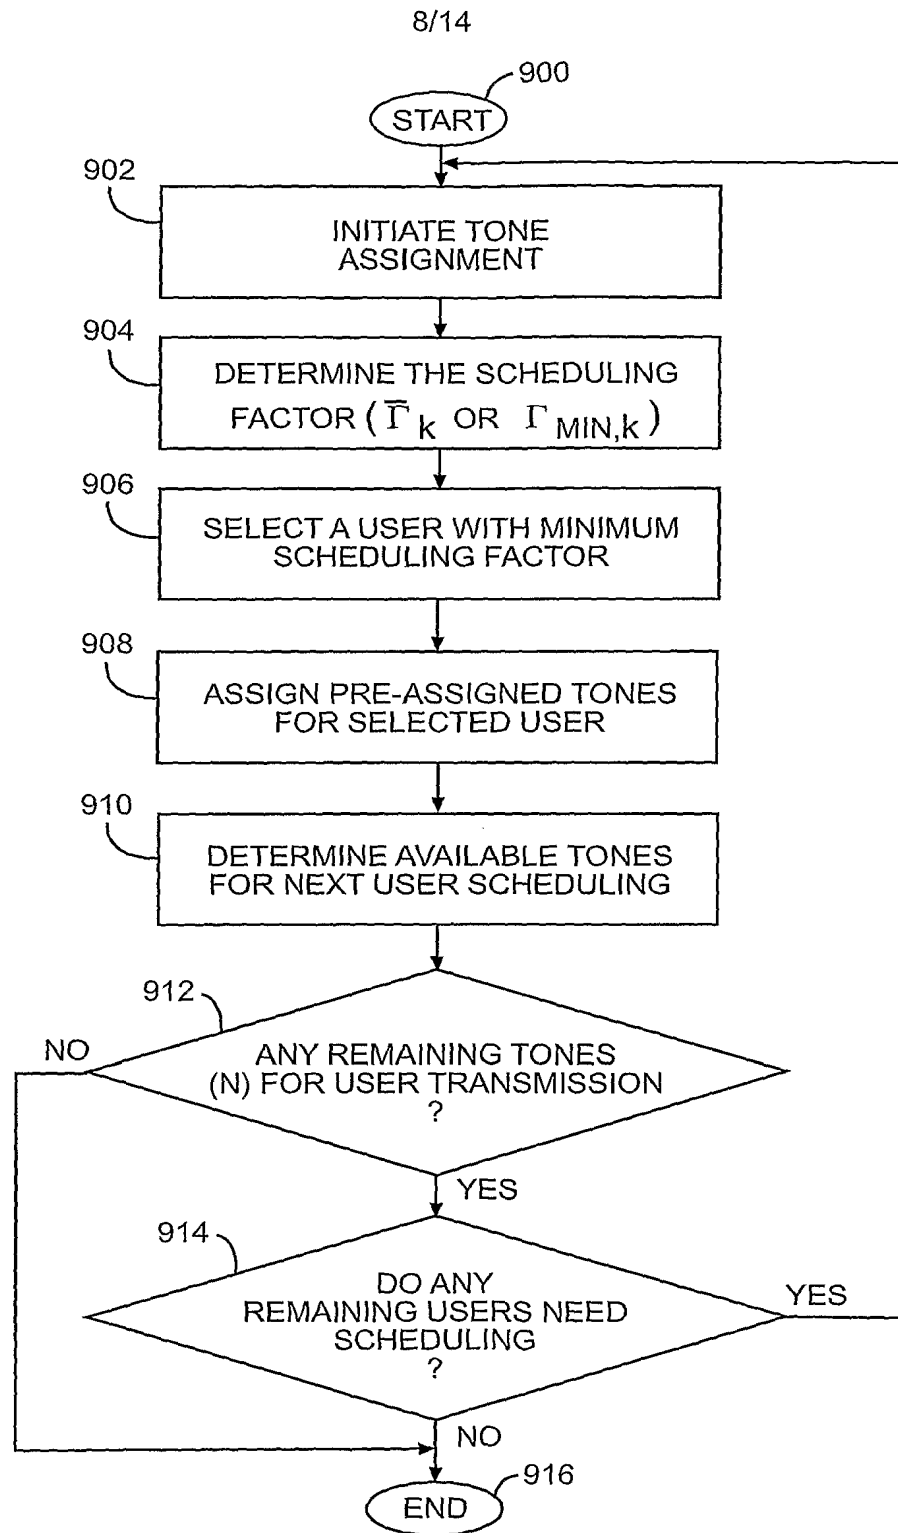 8/14
900
START
902
INITIATE TONE
ASSIGNMENT
904
DETERMINE THE SCHEDULING
FACTOR ( Γ̅ k OR Γ MIN,k )
906
SELECT A USER WITH MINIMUM
SCHEDULING FACTOR
908
ASSIGN PRE-ASSIGNED TONES
FOR SELECTED USER
910
DETERMINE AVAILABLE TONES
FOR NEXT USER SCHEDULING
912
NO
ANY REMAINING TONES
(N) FOR USER TRANSMISSION
?
YES
914
DO ANY
REMAINING USERS NEED
SCHEDULING
?
YES
NO
916
END